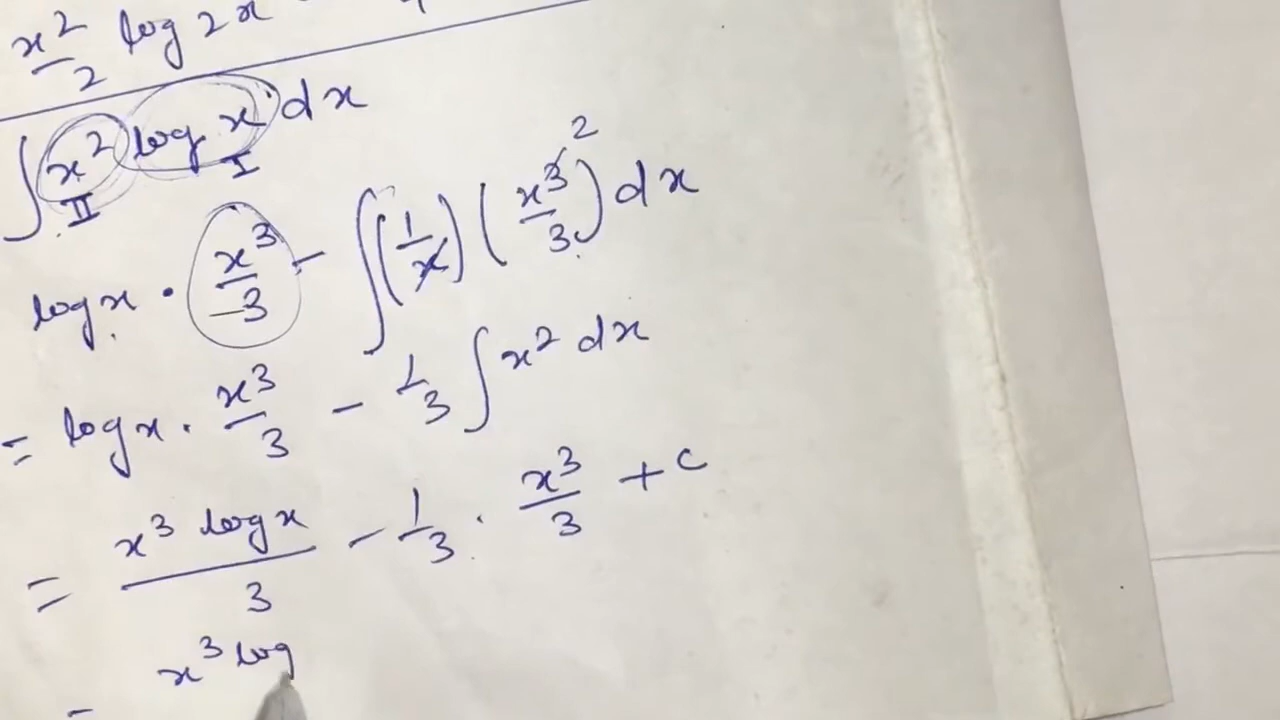 x²/2 log 2x
∫ x² log x dx
II I
log x · x³/3 - ∫ (1/x) (x³/3) dx 2
= log x · x³/3 - 1/3 ∫ x² dx
= x³ log x / 3 - 1/3 · x³/3 + c
= x³ log